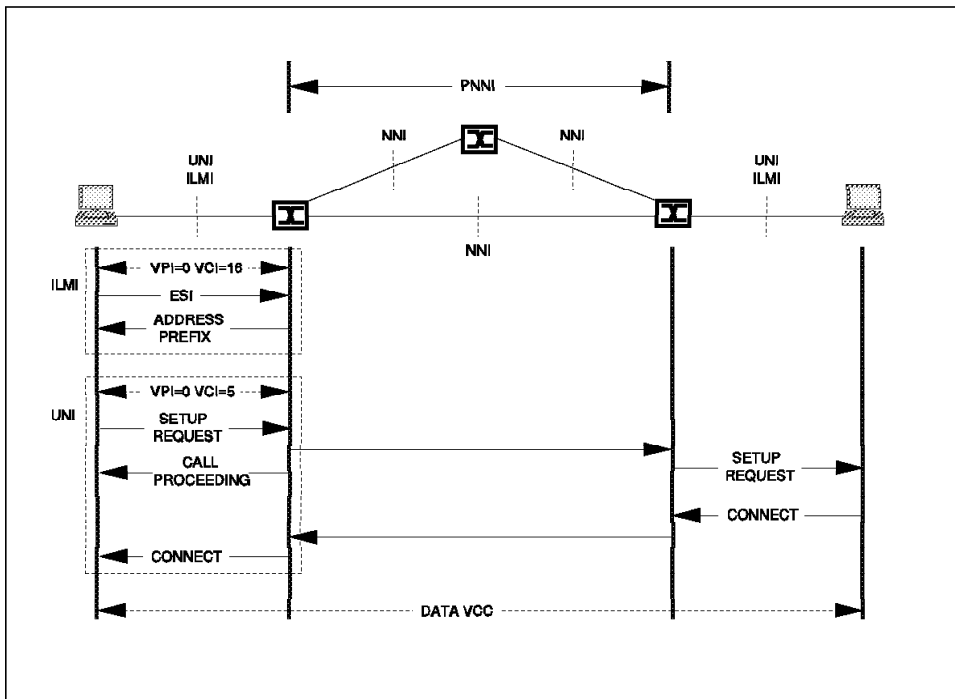 PNNI
NNI
NNI
UNI
ILMI
UNI
ILMI
NNI
ILMI
VPI=0 VCI=16
ESI
ADDRESS
PREFIX
UNI
VPI=0 VCI=5
SETUP
REQUEST
CALL
PROCEEDING
SETUP
REQUEST
CONNECT
CONNECT
DATA VCC